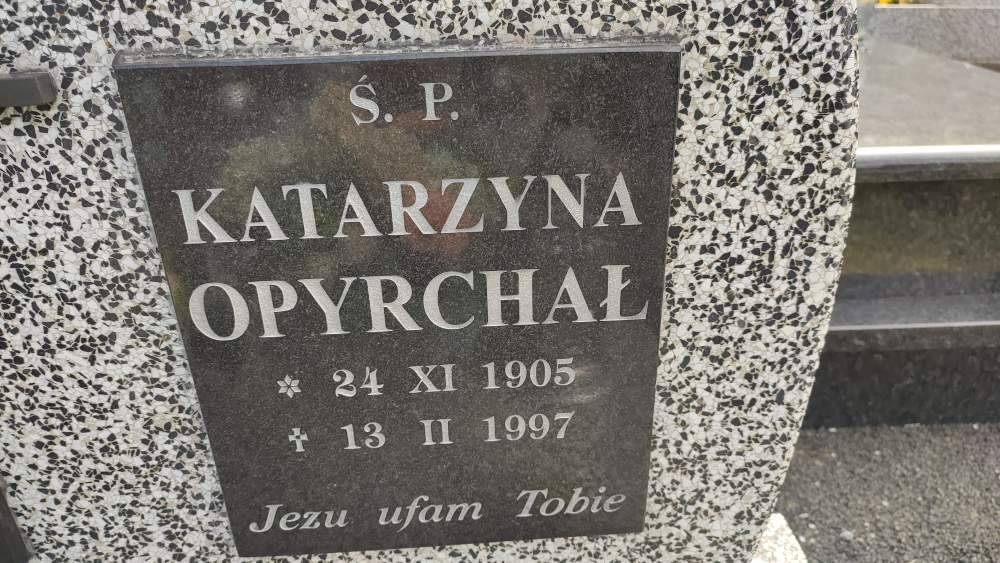 Ś. P.
KATARZYNA
OPYRCHAŁ
* 24 XI 1905
† 13 II 1997
Jezu ufam Tobie